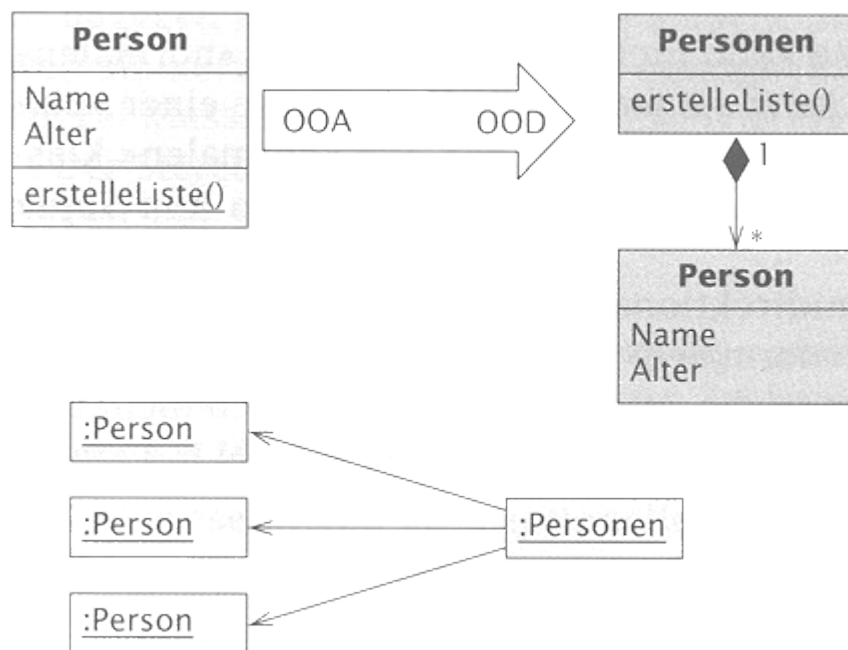 Person
Name
Alter
erstelleListe()
OOA OOD
Personen
erstelleListe()
1
*
Person
Name
Alter
:Person
:Person
:Person
:Personen